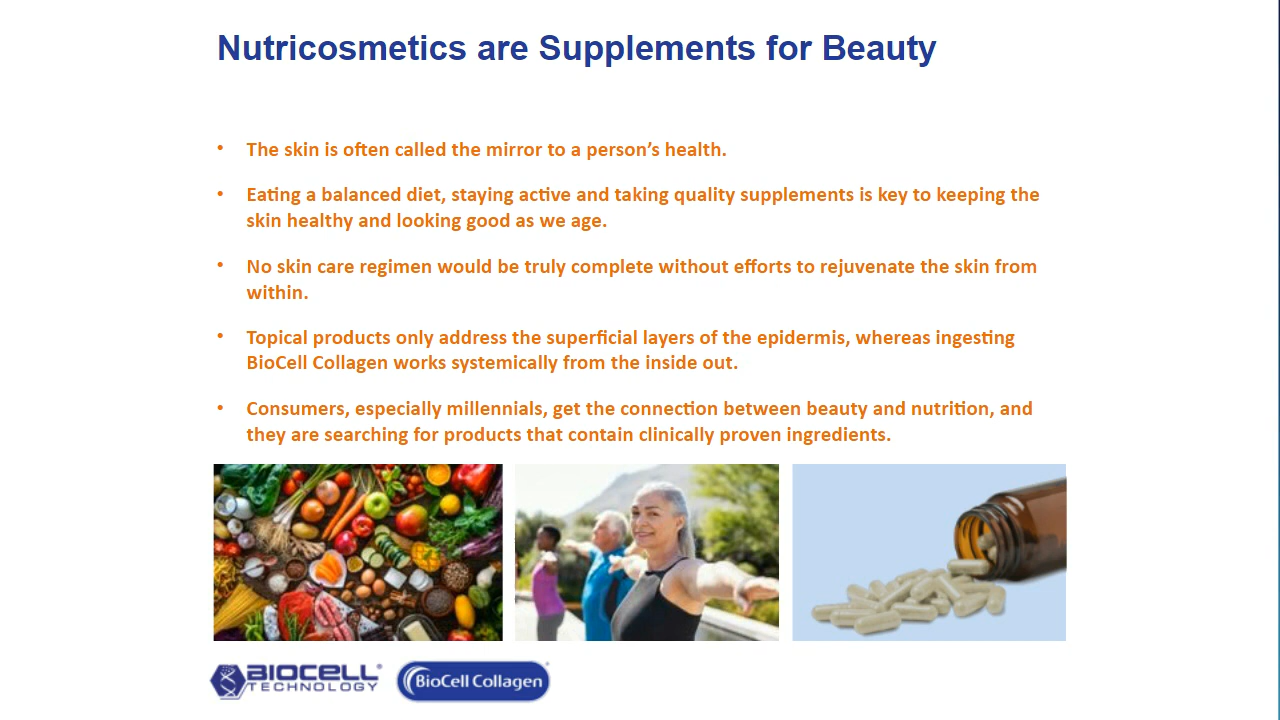 Nutricosmetics are Supplements for Beauty
• The skin is often called the mirror to a person’s health.
• Eating a balanced diet, staying active and taking quality supplements is key to keeping the
skin healthy and looking good as we age.
• No skin care regimen would be truly complete without efforts to rejuvenate the skin from
within.
• Topical products only address the superficial layers of the epidermis, whereas ingesting
BioCell Collagen works systemically from the inside out.
• Consumers, especially millennials, get the connection between beauty and nutrition, and
they are searching for products that contain clinically proven ingredients.
BIOCELL®
TECHNOLOGY
BioCell Collagen